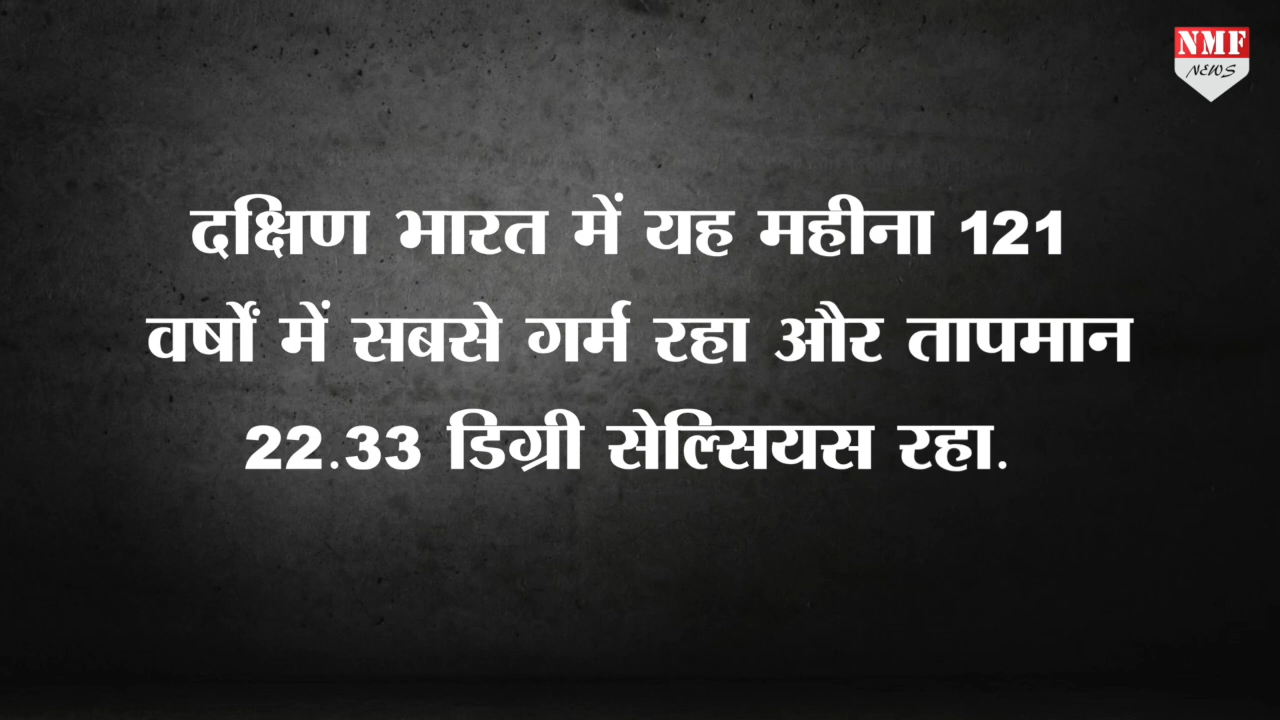 NMF
NEWS
दक्षिण भारत में यह महीना 121
वर्षों में सबसे गर्म रहा और तापमान
22.33 डिग्री सेल्सियस रहा.